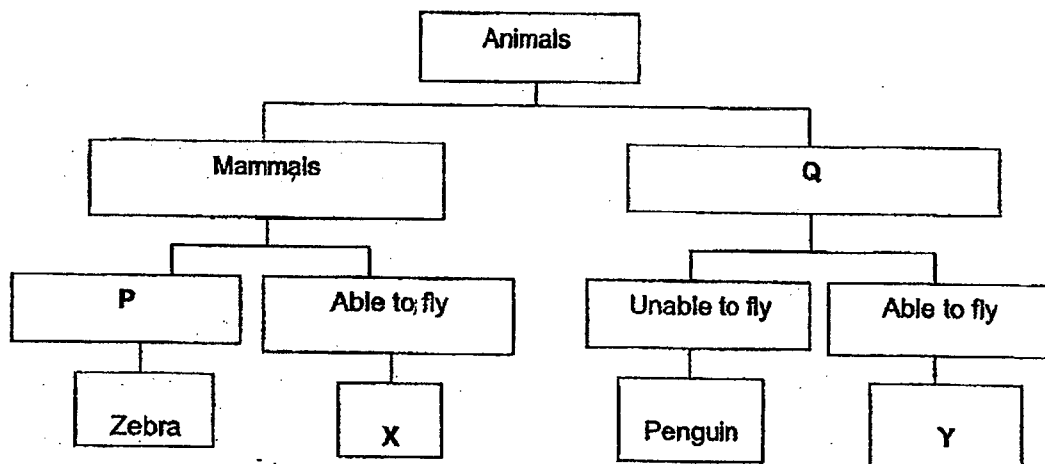 Animals
Mammals
Q
P
Able to fly
Unable to fly
Able to fly
Zebra
X
Penguin
Y